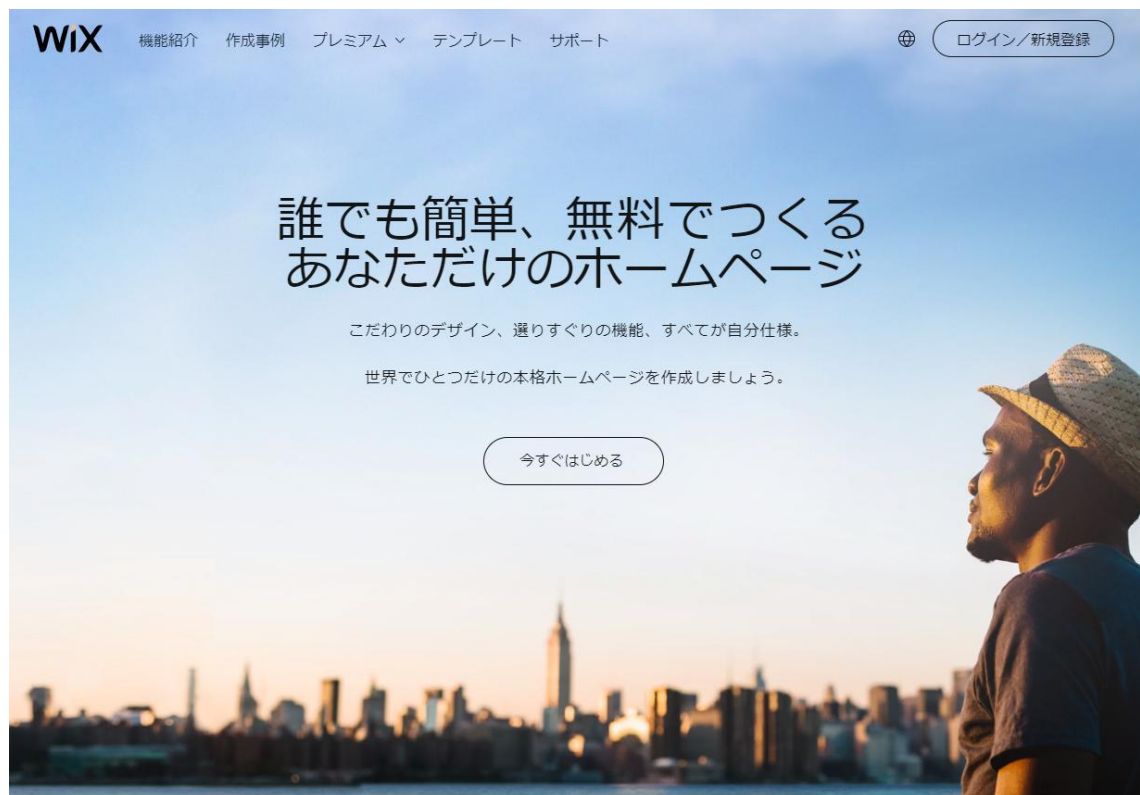 WiX
機能紹介 作成事例 プレミアム テンプレート サポート ログイン／新規登録
誰でも簡単、無料でつくる
あなただけのホームページ
こだわりのデザイン、選りすぐりの機能、すべてが自分仕様。
世界でひとつだけの本格ホームページを作成しましょう。
今すぐはじめる